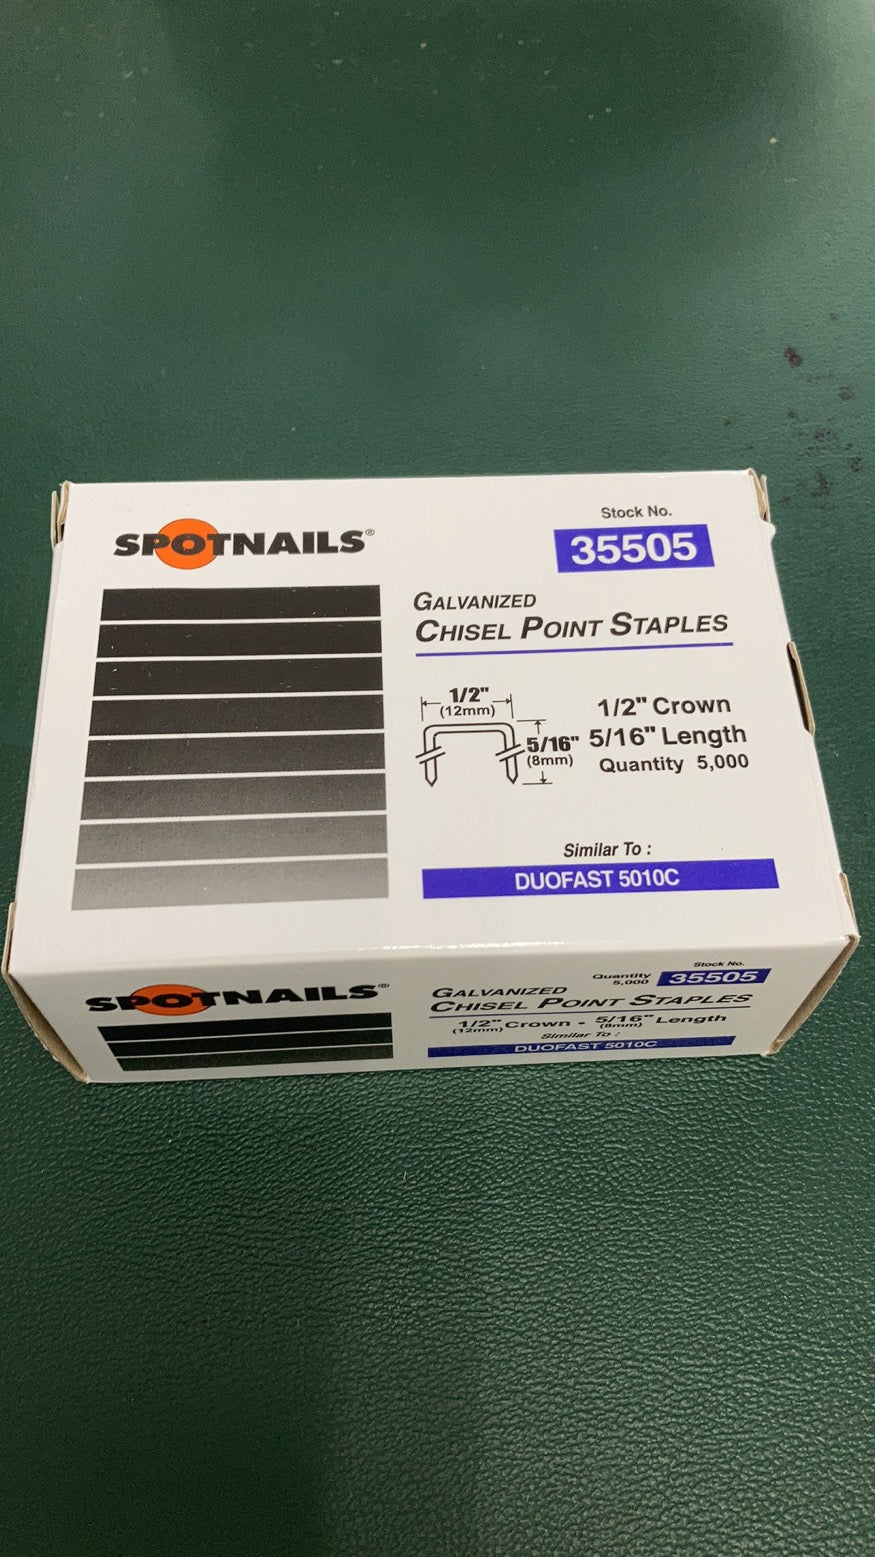 SPOTNAILS®
Stock No.
35505
GALVANIZED
CHISEL POINT STAPLES
1/2"
(12mm)
5/16"
(8mm)
1/2" Crown
5/16" Length
Quantity 5,000
Similar To :
DUOFAST 5010C
SPOTNAILS®
Quantity
5,000
Stock No.
35505
GALVANIZED
CHISEL POINT STAPLES
1/2" Crown - 5/16" Length
(12mm) (8mm)
Similar To :
DUOFAST 5010C